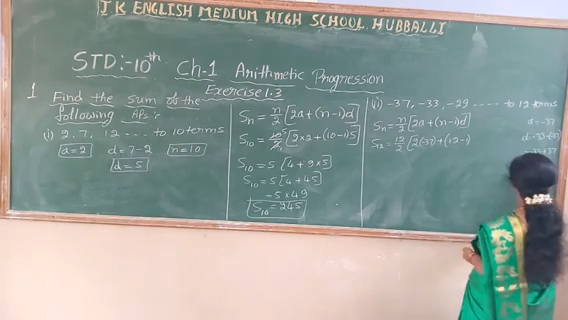 J K ENGLISH MEDIUM HIGH SCHOOL HUBBALLI
STD:-10th Ch-1 Arithmetic Progression
Exercise 1.3
1 Find the sum of the
following APs:
(i) 2, 7, 12 .... to 10 terms
a=2 d=7-2 n=10
d=5
Sn = n/2 [2a+(n-1)d]
S10 = 10/2 [2×2+(10-1)5]
S10 = 5 [4+9×5]
S10 = 5[4+45]
= 5×49
S10 = 245
(ii) -37, -33, -29 ..... to 12 terms
Sn = n/2 [2a+(n-1)d]
S12 = 12/2 [2(-37)+(12-1)
a=-37
d=-33-(-37)
-33+37